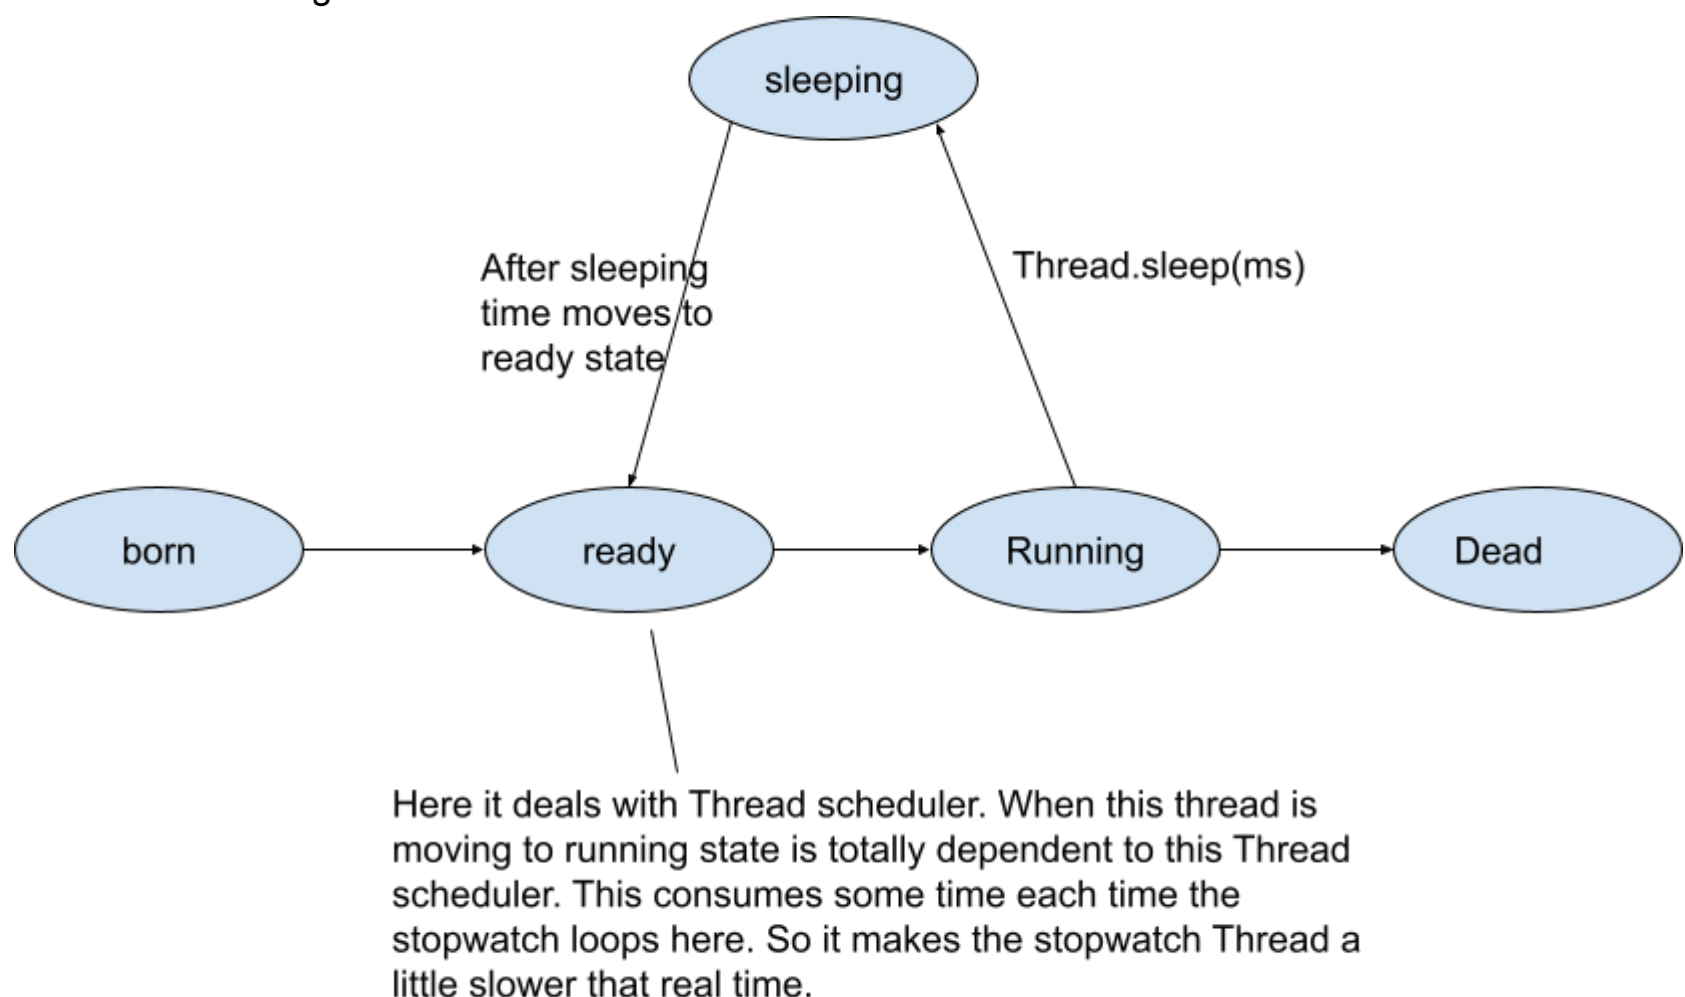 sleeping
After sleeping
time moves to
ready state
Thread.sleep(ms)
born
ready
Running
Dead
Here it deals with Thread scheduler. When this thread is
moving to running state is totally dependent to this Thread
scheduler. This consumes some time each time the
stopwatch loops here. So it makes the stopwatch Thread a
little slower that real time.